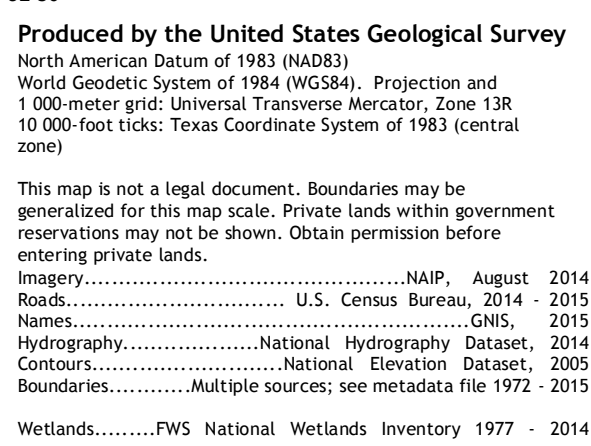 Produced by the United States Geological Survey
North American Datum of 1983 (NAD83)
World Geodetic System of 1984 (WGS84). Projection and
1 000-meter grid: Universal Transverse Mercator, Zone 13R
10 000-foot ticks: Texas Coordinate System of 1983 (central
zone)
This map is not a legal document. Boundaries may be
generalized for this map scale. Private lands within government
reservations may not be shown. Obtain permission before
entering private lands.
Imagery.............................................NAIP, August 2014
Roads............................... U.S. Census Bureau, 2014 - 2015
Names.......................................................GNIS, 2015
Hydrography...................National Hydrography Dataset, 2014
Contours............................National Elevation Dataset, 2005
Boundaries............Multiple sources; see metadata file 1972 - 2015
Wetlands.........FWS National Wetlands Inventory 1977 - 2014